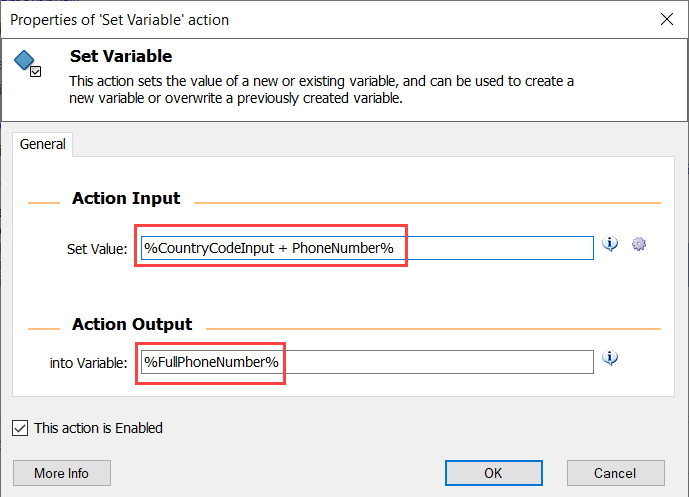 Properties of 'Set Variable' action
Set Variable
This action sets the value of a new or existing variable, and can be used to create a
new variable or overwrite a previously created variable.
General
Action Input
Set Value: %CountryCodeInput + PhoneNumber%
Action Output
into Variable: %FullPhoneNumber%
This action is Enabled
More Info OK Cancel